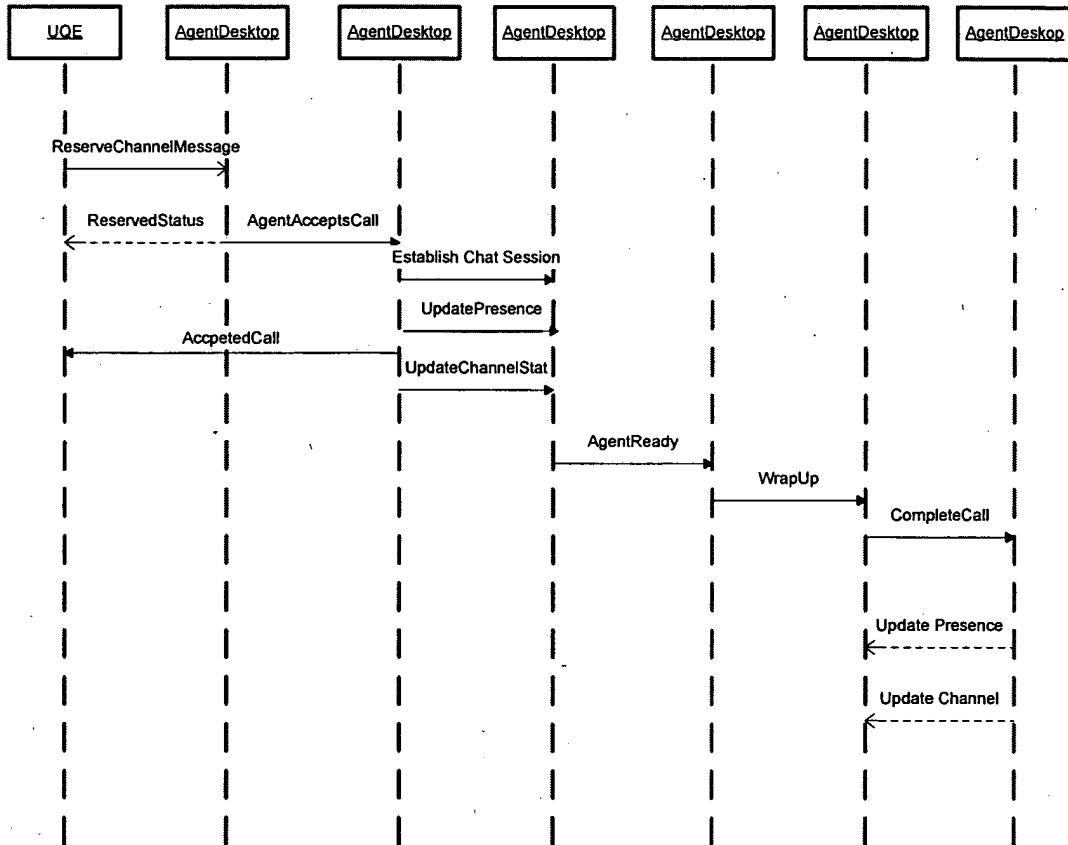 UQE
AgentDesktop
AgentDesktop
AgentDesktop
AgentDesktop
AgentDesktop
AgentDeskop
ReserveChannelMessage
ReservedStatus
AgentAcceptsCall
Establish Chat Session
UpdatePresence
AccpetedCall
UpdateChannelStat
AgentReady
WrapUp
CompleteCall
Update Presence
Update Channel